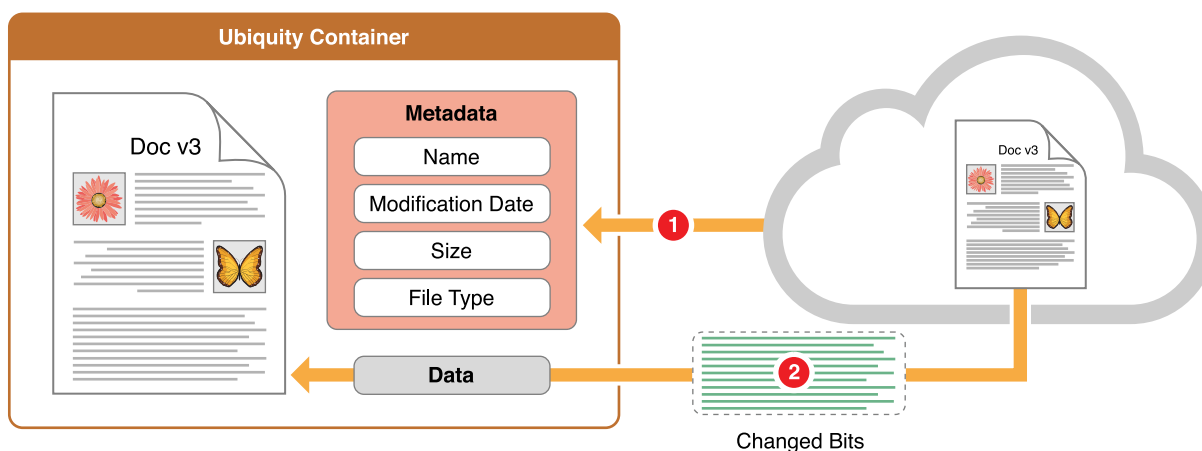 Ubiquity Container
Doc v3
Metadata
Name
Modification Date
Size
File Type
Data
1
2
Changed Bits
Doc v3